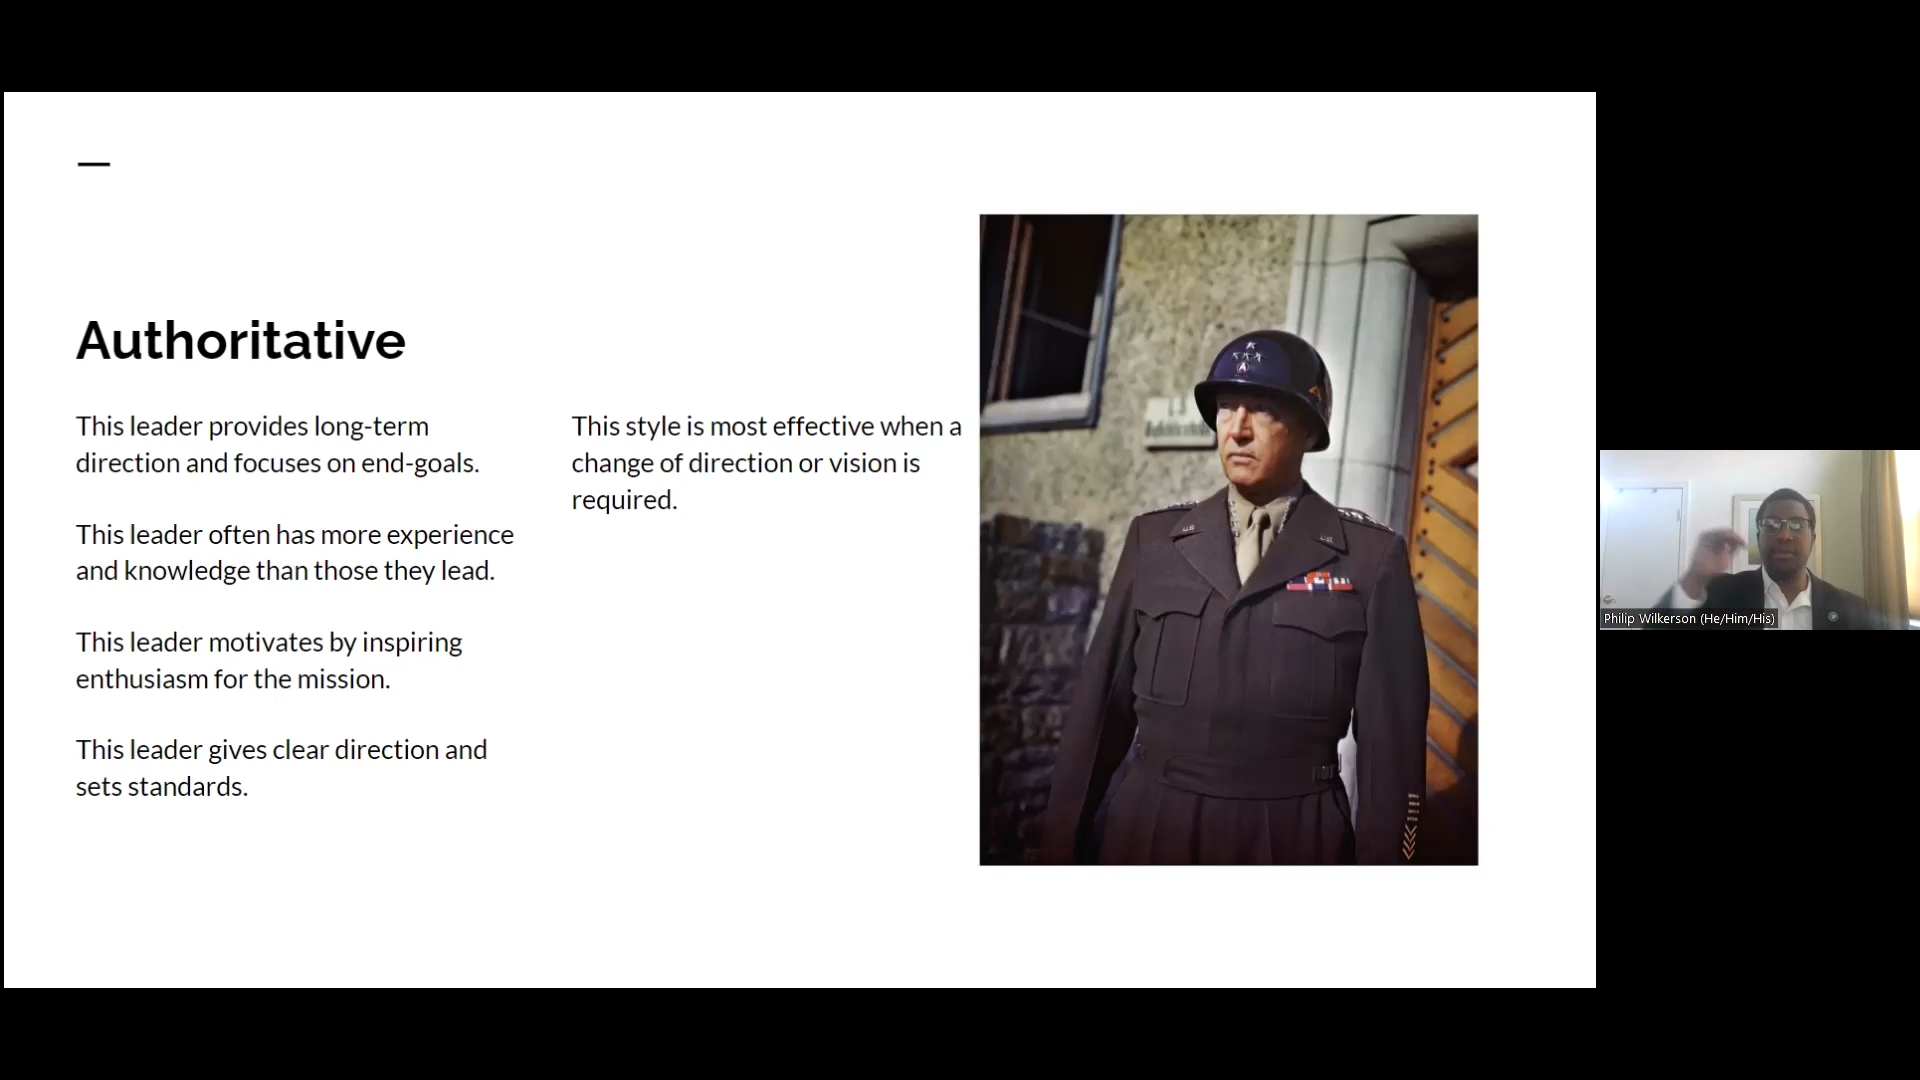 Authoritative
This leader provides long-term
direction and focuses on end-goals.
This leader often has more experience
and knowledge than those they lead.
This leader motivates by inspiring
enthusiasm for the mission.
This leader gives clear direction and
sets standards.
This style is most effective when a
change of direction or vision is
required.
A
U.S.
U.S.
Philip Wilkerson (He/Him/His)